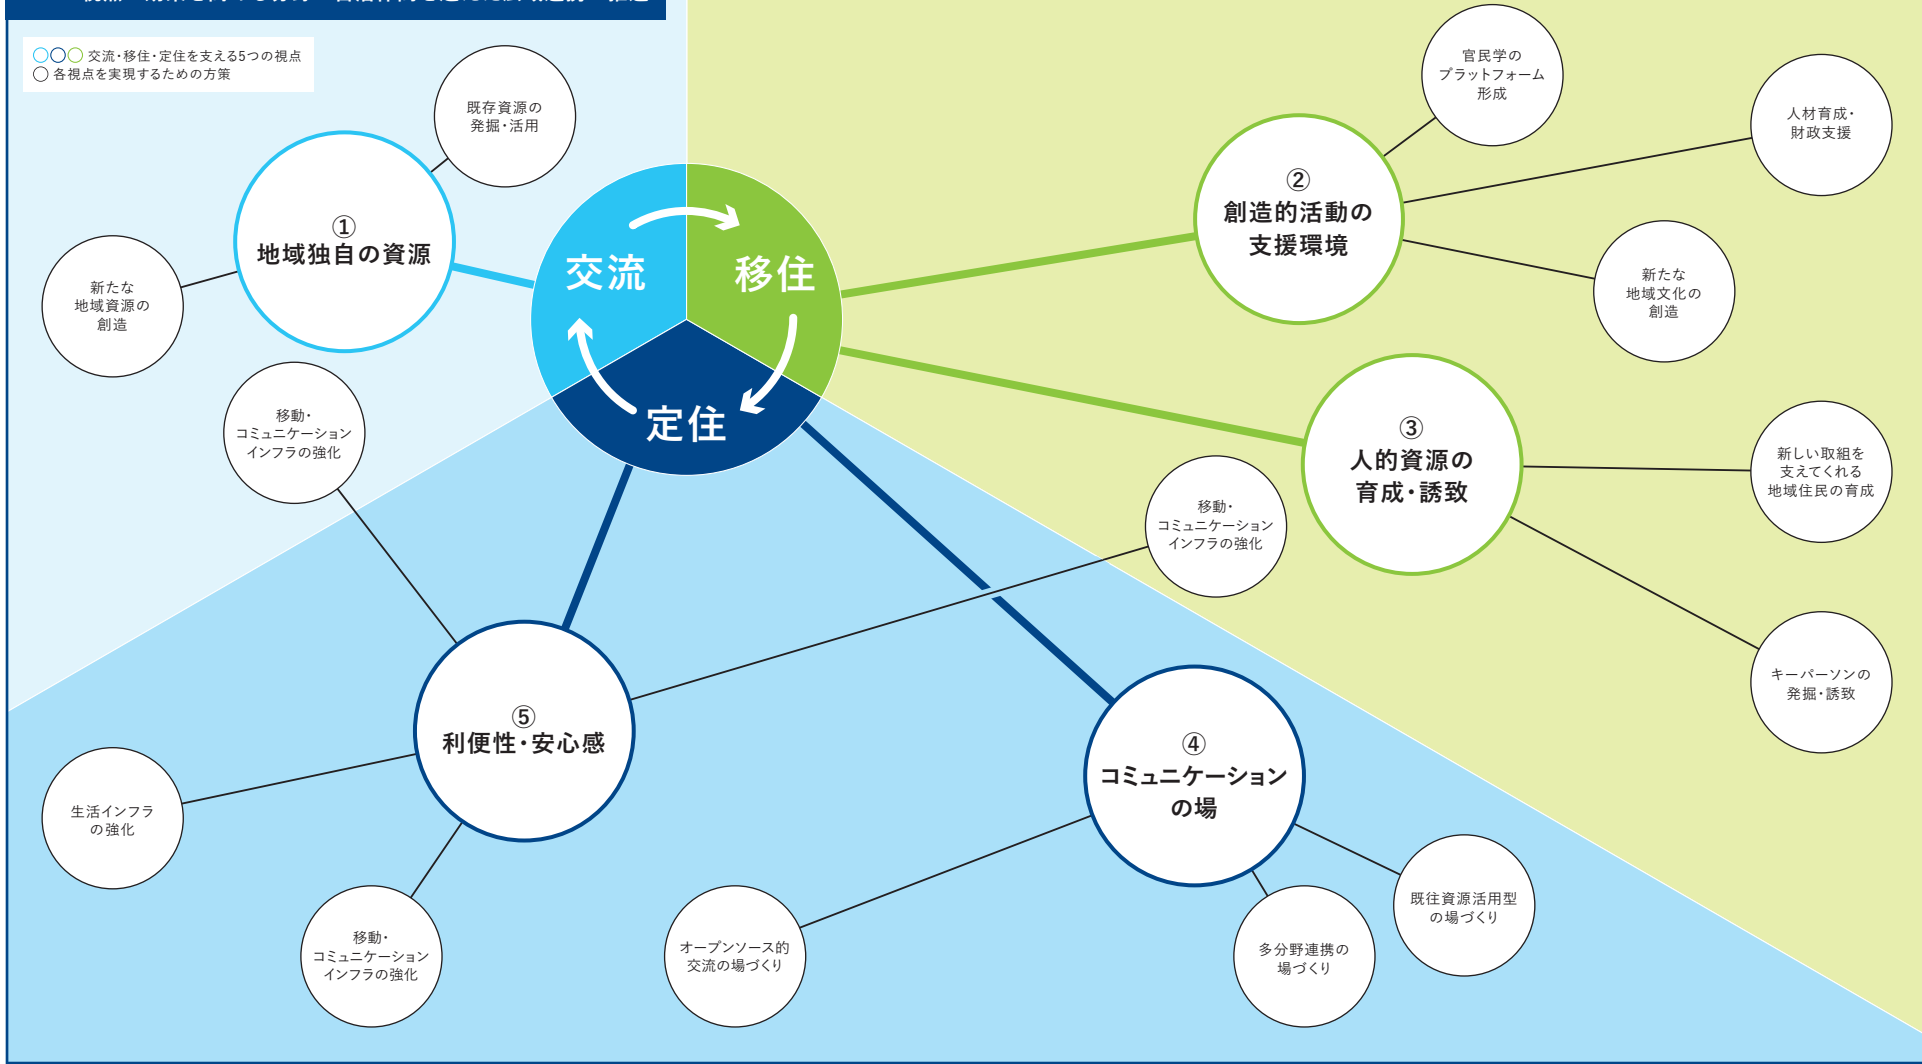 交流・移住・定住を支える5つの視点
各視点を実現するための方策
既存資源の
発掘・活用
①
地域独自の資源
新たな
地域資源の
創造
交流
移住
定住
官民学の
プラットフォーム
形成
人材育成・
財政支援
②
創造的活動の
支援環境
新たな
地域文化の
創造
③
人的資源の
育成・誘致
新しい取組を
支えてくれる
地域住民の育成
キーパーソンの
発掘・誘致
移動・
コミュニケーション
インフラの強化
移動・
コミュニケーション
インフラの強化
⑤
利便性・安心感
④
コミュニケーション
の場
生活インフラ
の強化
移動・
コミュニケーション
インフラの強化
オープンソース的
交流の場づくり
多分野連携の
場づくり
既往資源活用型
の場づくり